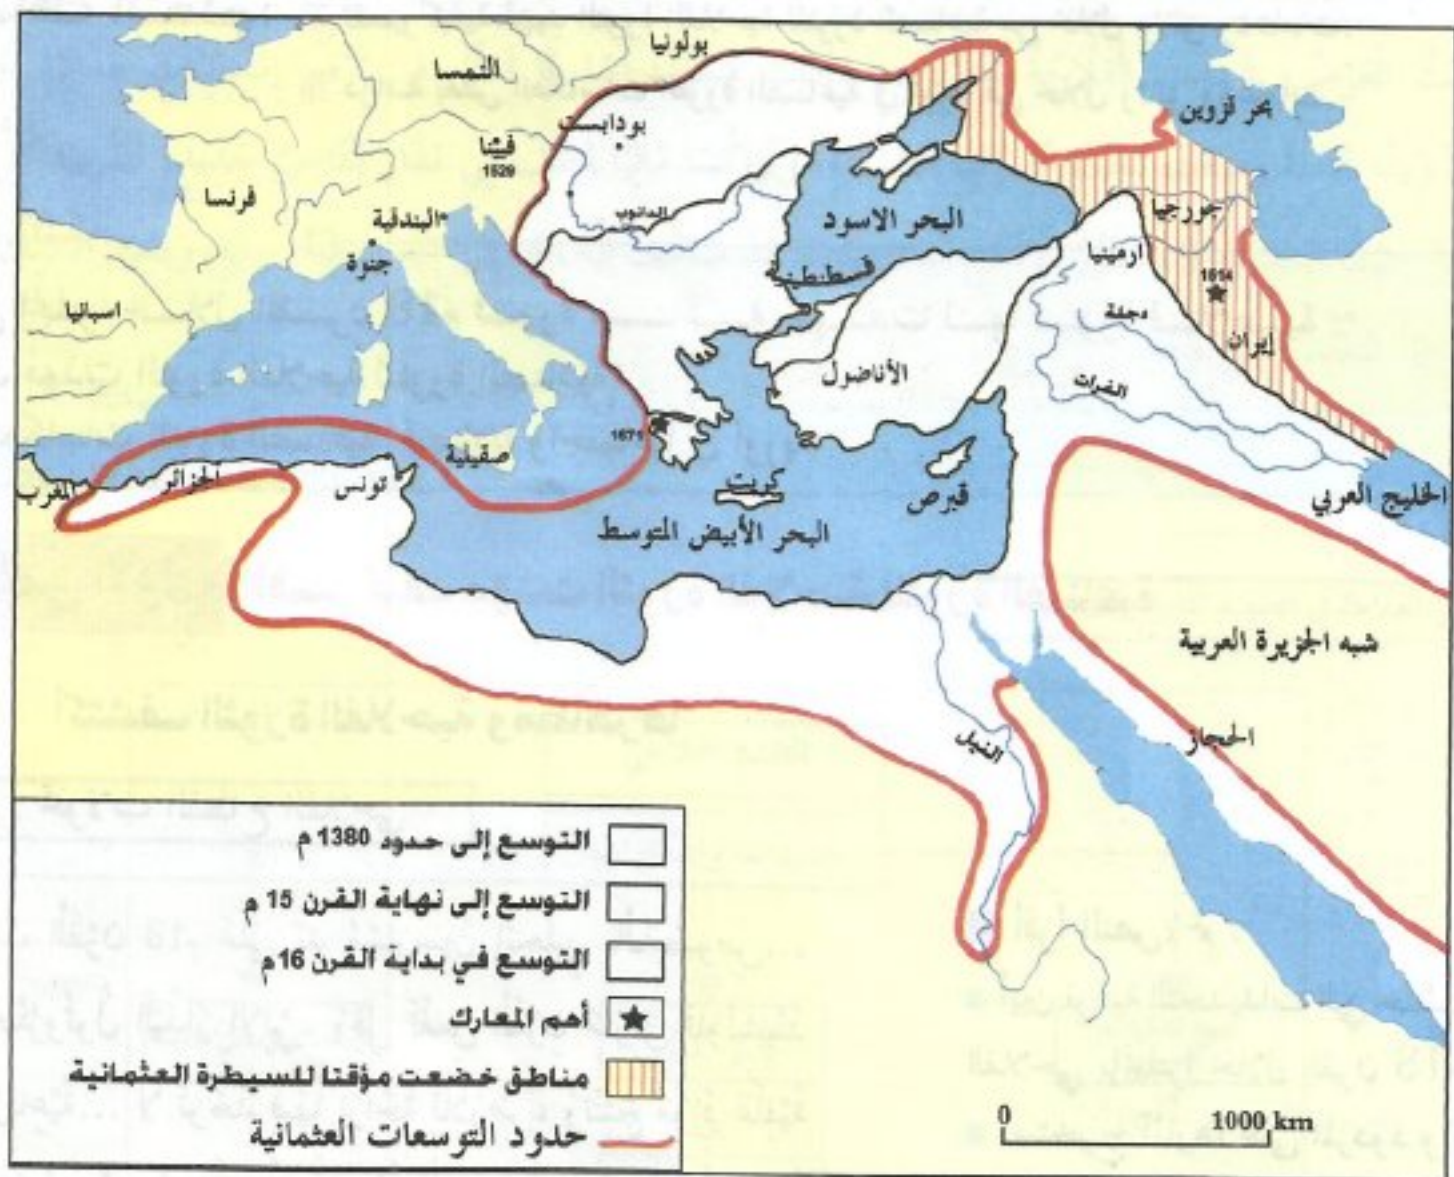 بولونيا
النمسا
بحر قزوين
بودابست
فيينا
1529
فرنسا
البندقية
الدانوب
البحر الاسود
جورجيا
جنوة
قسطنطينية
ارمينيا
1514
اسبانيا
دجلة
إيران
الأناضول
الفرات
1571
صقيلية
المغرب
الجزائر
تونس
كريت
قبرص
الخليج العربي
البحر الأبيض المتوسط
شبه الجزيرة العربية
النيل
الحجاز
التوسع إلى حدود 1380 م
التوسع إلى نهاية القرن 15 م
التوسع في بداية القرن 16م
أهم المعارك
مناطق خضعت مؤقتا للسيطرة العثمانية
حدود التوسعات العثمانية
0 1000 km